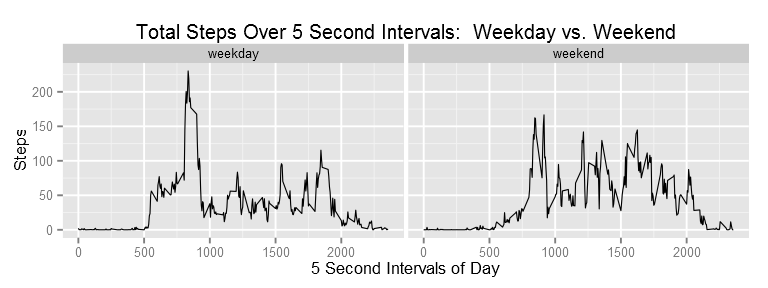 Total Steps Over 5 Second Intervals:  Weekday vs. Weekend
weekday
weekend
Steps
200
150
100
50
0
0 500 1000 1500 2000
0 500 1000 1500 2000
5 Second Intervals of Day